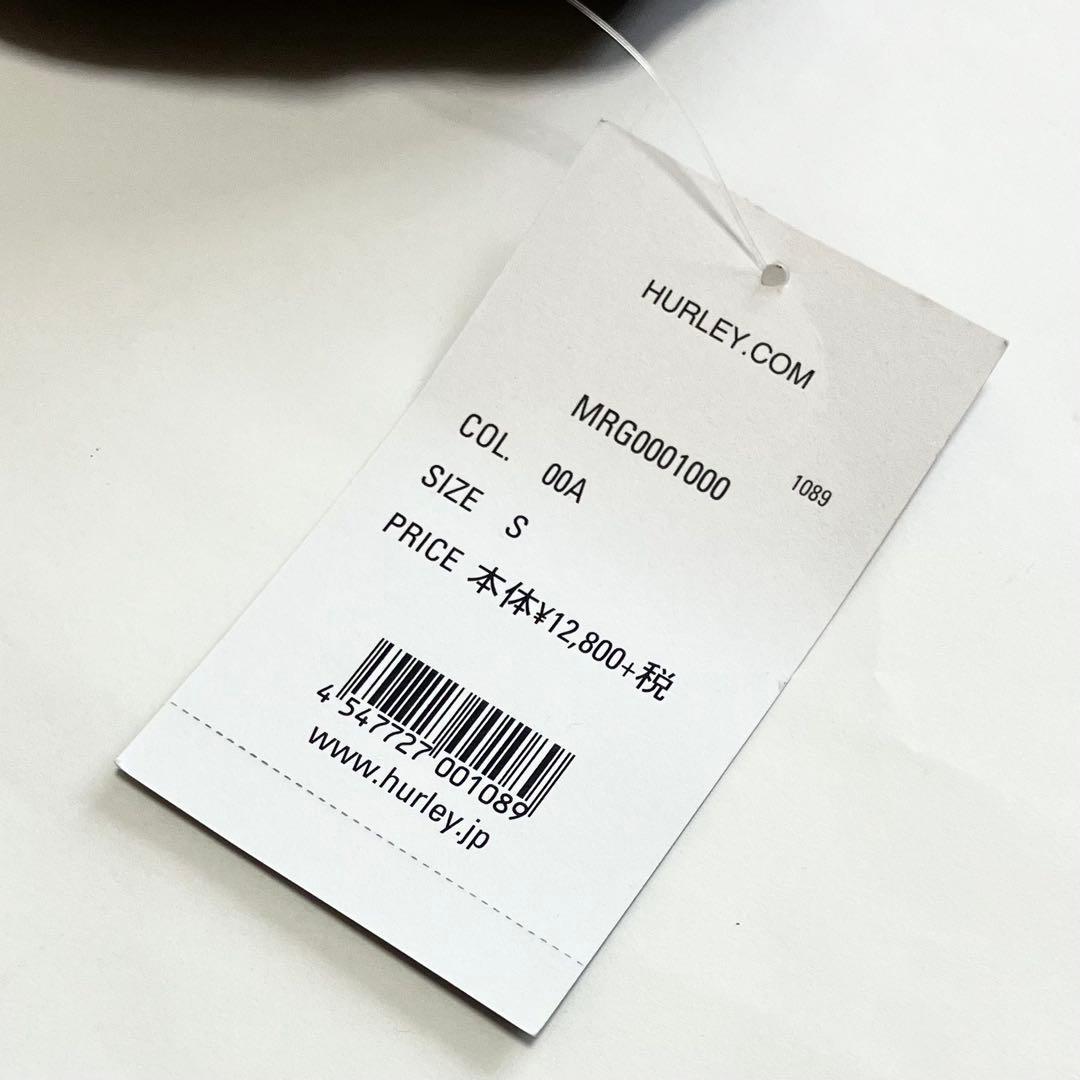 HURLEY.COM
MRG0001000 1089
COL. 00A
SIZE S
PRICE 本体¥12,800+税
4 547727 001089
www.hurley.jp